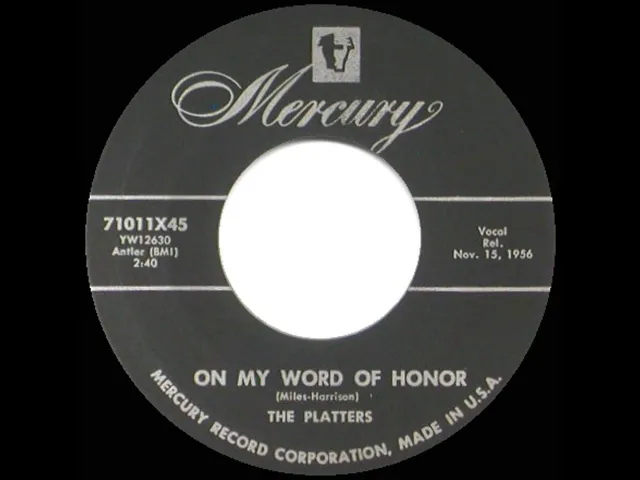 Mercury
71011X45
YW12630
Antler (BMI)
2:40
Vocal
Rel.
Nov. 15, 1956
ON MY WORD OF HONOR
(Miles-Harrison)
THE PLATTERS
MERCURY RECORD CORPORATION, MADE IN U.S.A.